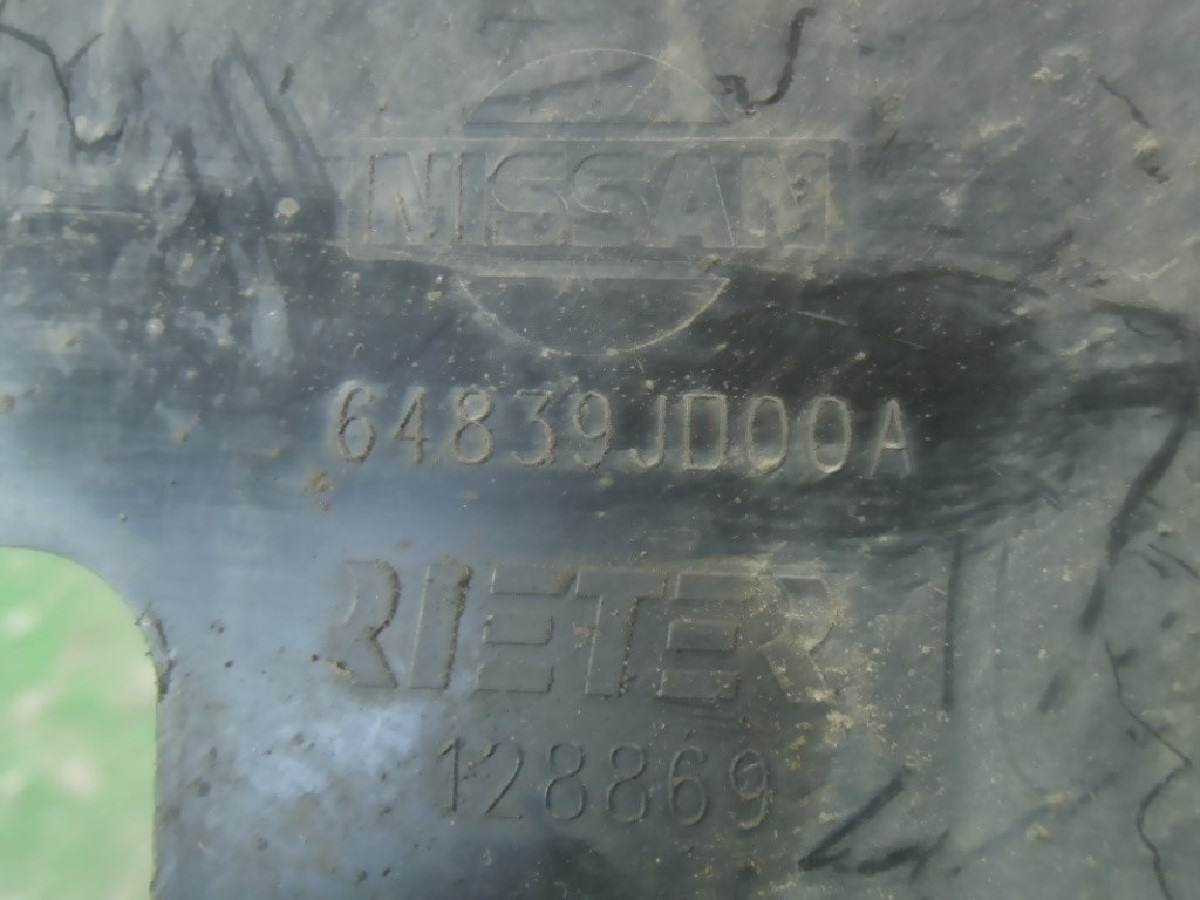 NISSAN
64839JD00A
RIETER
128869